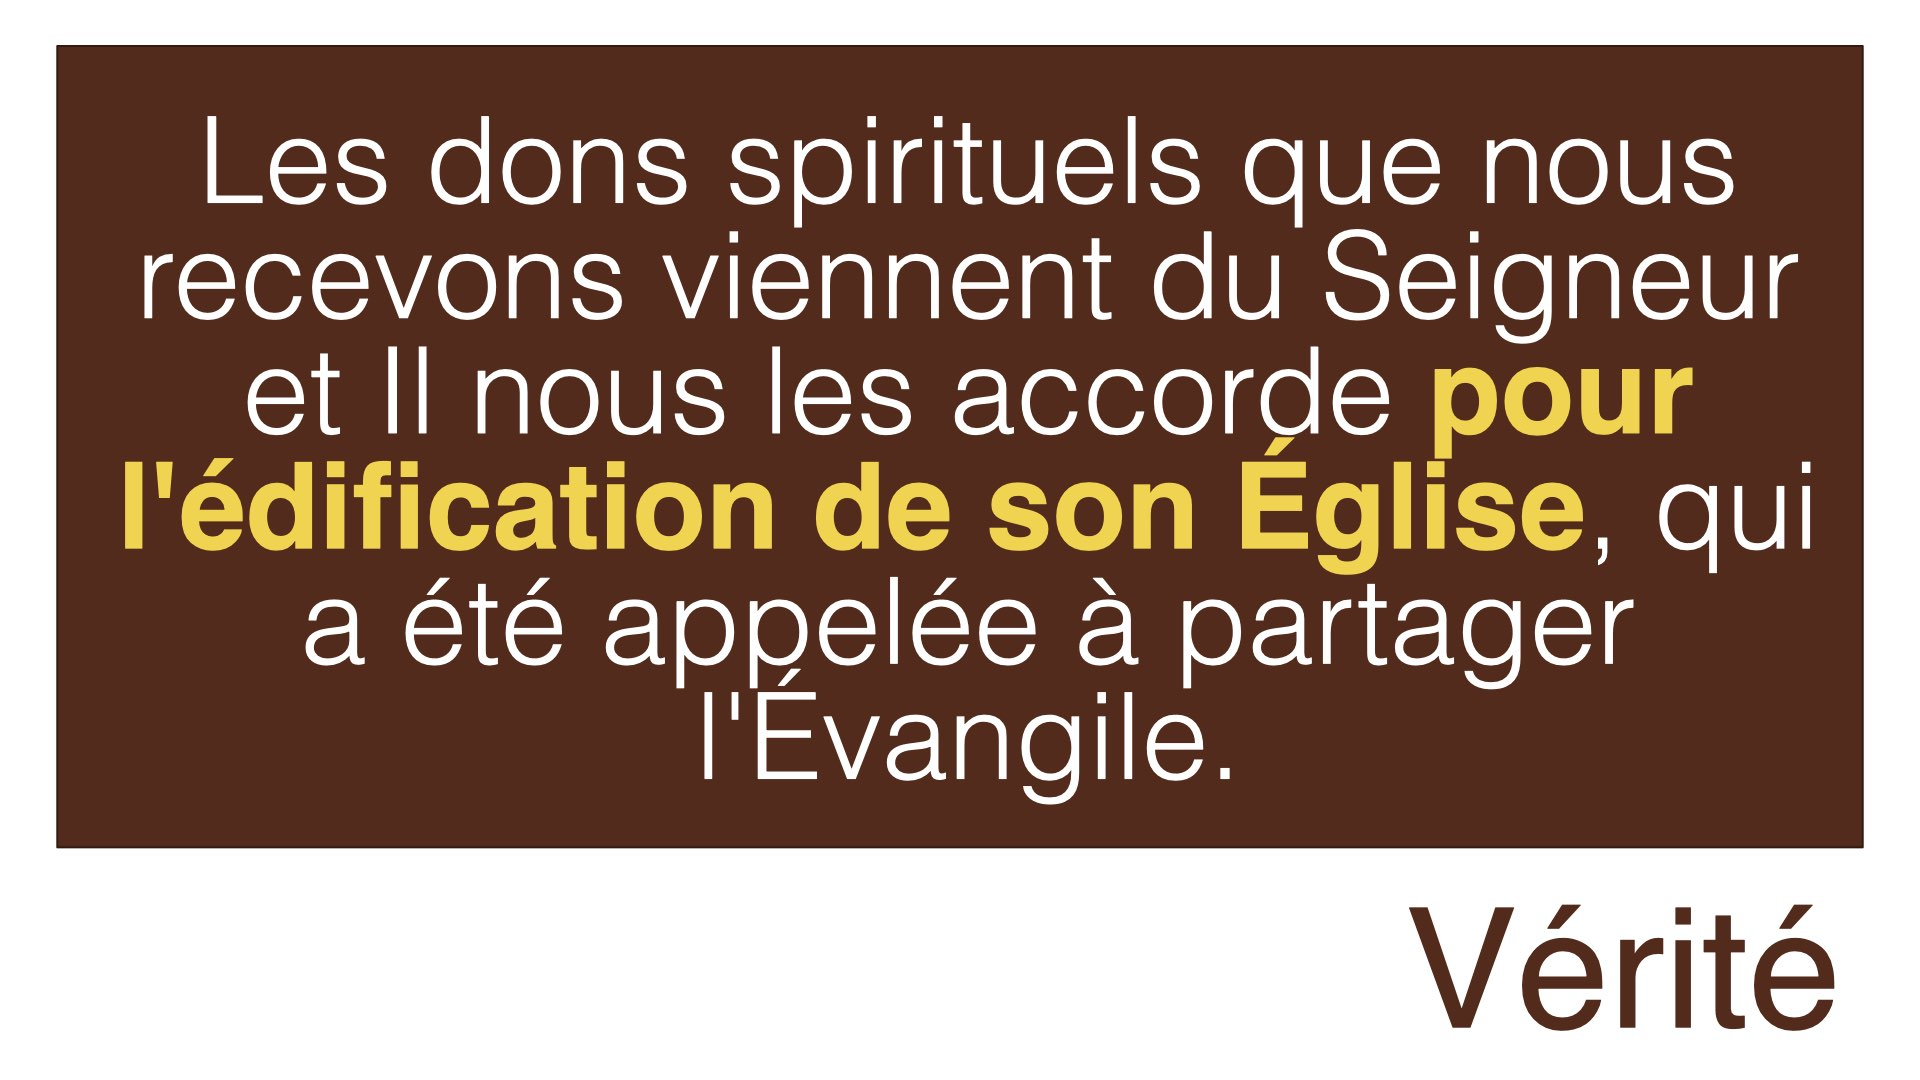 Les dons spirituels que nous
recevons viennent du Seigneur
et Il nous les accorde pour
l'édification de son Église, qui
a été appelée à partager
l'Évangile.
Vérité